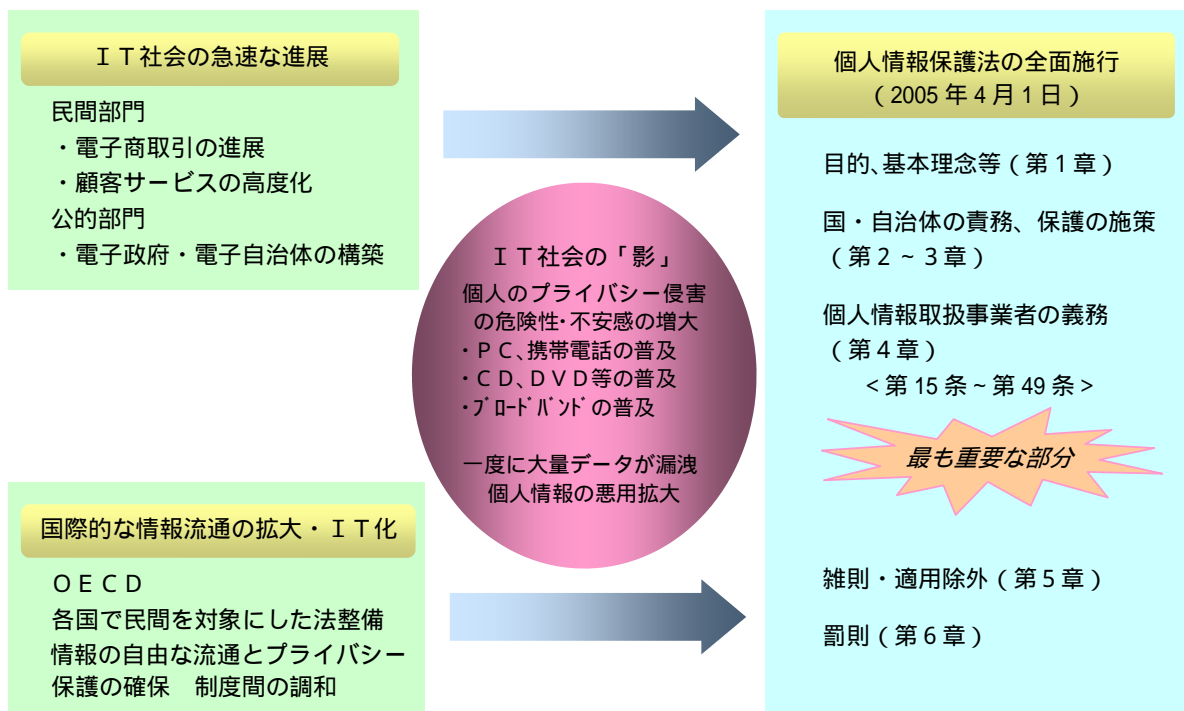 ＩＴ社会の急速な進展
民間部門
・電子商取引の進展
・顧客サービスの高度化
公的部門
・電子政府・電子自治体の構築
国際的な情報流通の拡大・ＩＴ化
ＯＥＣＤ
各国で民間を対象にした法整備
情報の自由な流通とプライバシー
保護の確保　制度間の調和
ＩＴ社会の「影」
個人のプライバシー侵害
の危険性･不安感の増大
・ＰＣ、携帯電話の普及
・ＣＤ、ＤＶＤ等の普及
・ﾌﾞﾛｰﾄﾞﾊﾞﾝﾄﾞの普及
一度に大量データが漏洩
個人情報の悪用拡大
個人情報保護法の全面施行
（2005年４月１日）
目的、基本理念等（第１章）
国・自治体の責務、保護の施策
（第２～３章）
個人情報取扱事業者の義務
（第４章）
＜第15条～第49条＞
最も重要な部分
雑則・適用除外（第５章）
罰則（第６章）